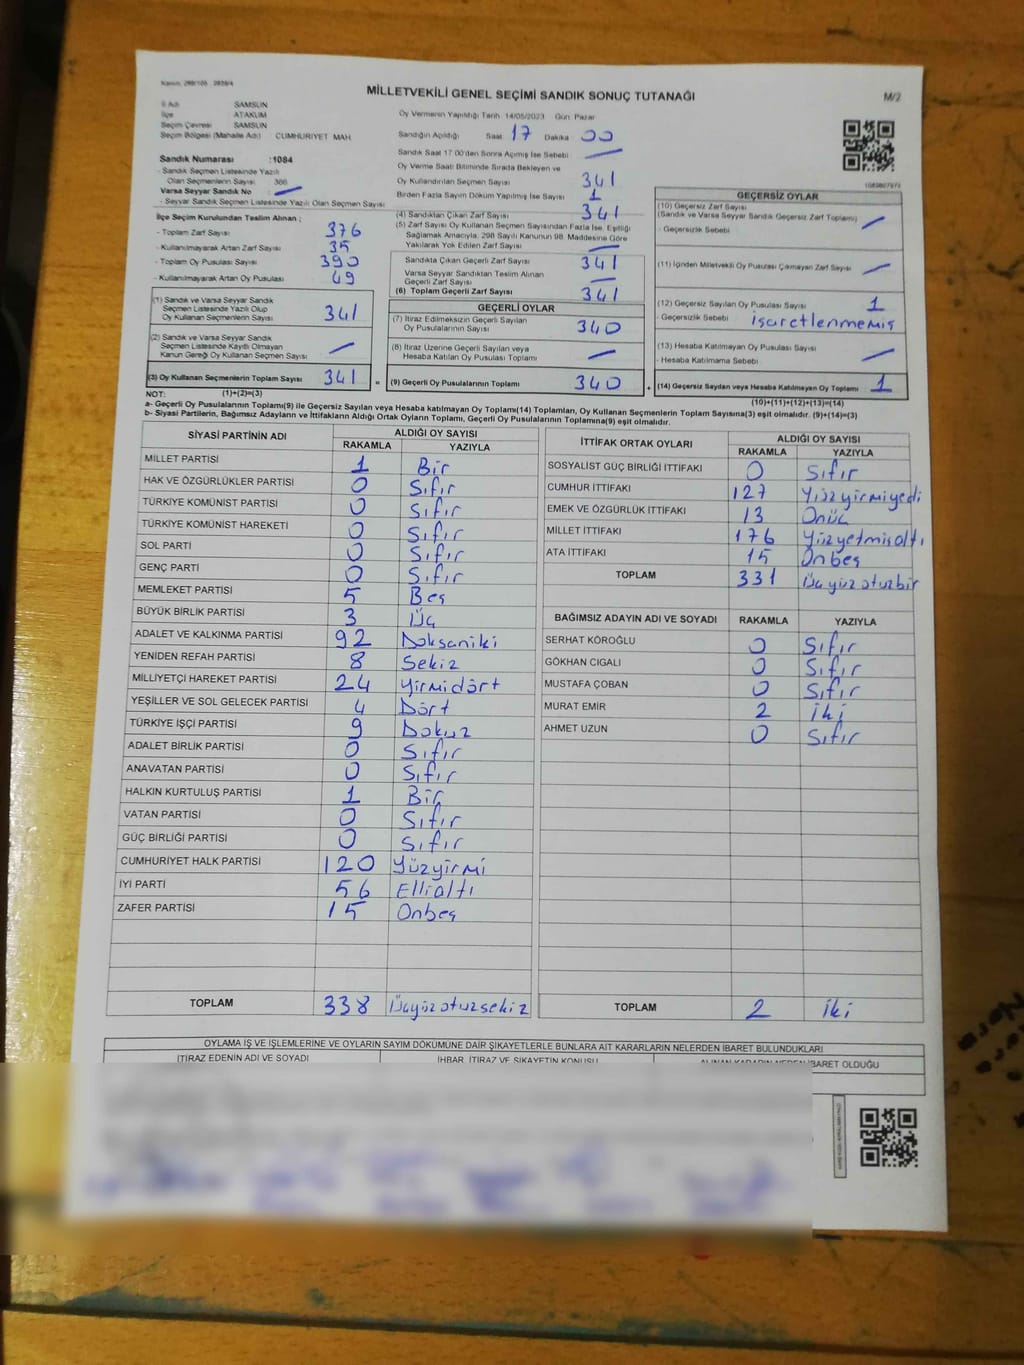 MİLLETVEKİLİ GENEL SEÇİMİ SANDIK SONUÇ TUTANAĞI
M/2
İl Adı SAMSUN
İlçe ATAKUM
Seçim Çevresi SAMSUN
Seçim Bölgesi (Mahalle Adı) CUMHURIYET MAH.
Oy Vermenin Yapıldığı Tarih 14/05/2023 Gün Pazar
Sandığın Açıldığı Saat 17 Dakika 00
Sandık Saat 17.00'den Sonra Açılmış İse Sebebi
Oy Verme Saati Bitiminde Sırada Bekleyen ve
Oy Kullandırılan Seçmen Sayısı 341
Birden Fazla Sayım Döküm Yapılmış İse Sayısı 1
Sandık Numarası :1084
- Sandık Seçmen Listesinde Yazılı
Olan Seçmenlerin Sayısı
Varsa Seyyar Sandık No
- Seyyar Sandık Seçmen Listesinde Yazılı Olan Seçmen Sayısı
İlçe Seçim Kurulundan Teslim Alınan ;
- Toplam Zarf Sayısı 376
- Kullanılmayarak Artan Zarf Sayısı 35
- Toplam Oy Pusulası Sayısı 390
- Kullanılmayarak Artan Oy Pusulası 49
(1) Sandık ve Varsa Seyyar Sandık
Seçmen Listesinde Yazılı Olup
Oy Kullanan Seçmenlerin Sayısı 341
(2) Sandık ve Varsa Seyyar Sandık
Seçmen Listesinde Kayıtlı Olmayan
Kanun Gereği Oy Kullanan Seçmen Sayısı
(3) Oy Kullanan Seçmenlerin Toplam Sayısı 341 =
(1)+(2)=(3)
(4) Sandıktan Çıkan Zarf Sayısı 341
(5) Zarf Sayısı Oy Kullanan Seçmen Sayısından Fazla İse, Eşitliği
Sağlamak Amacıyla, 298 Sayılı Kanunun 98. Maddesine Göre
Yakılarak Yok Edilen Zarf Sayısı
Sandıkta Çıkan Geçerli Zarf Sayısı 341
Varsa Seyyar Sandıktan Teslim Alınan
Geçerli Zarf Sayısı
(6) Toplam Geçerli Zarf Sayısı 341
GEÇERLİ OYLAR
(7) İtiraz Edilmeksizin Geçerli Sayılan
Oy Pusulalarının Sayısı 340
(8) İtiraz Üzerine Geçerli Sayılan veya
Hesaba Katılan Oy Pusulası Toplamı
(9) Geçerli Oy Pusulalarının Toplamı 340 +
GEÇERSİZ OYLAR
(10) Geçersiz Zarf Sayısı
(Sandık ve Varsa Seyyar Sandık Geçersiz Zarf Toplamı)
- Geçersizlik Sebebi
(11) İçinden Milletvekili Oy Pusulası Çıkmayan Zarf Sayısı
(12) Geçersiz Sayılan Oy Pusulası Sayısı 1
- Geçersizlik Sebebi işaretlenmemiş
(13) Hesaba Katılmayan Oy Pusulası Sayısı
- Hesaba Katılmama Sebebi
(14) Geçersiz Sayılan veya Hesaba Katılmayan Oy Toplamı 1
(10)+(11)+(12)+(13)=(14)
NOT:
a- Geçerli Oy Pusulalarının Toplamı(9) ile Geçersiz Sayılan veya Hesaba katılmayan Oy Toplamı(14) Toplamları, Oy Kullanan Seçmenlerin Toplam Sayısına(3) eşit olmalıdır. (9)+(14)=(3)
b- Siyasi Partilerin, Bağımsız Adayların ve İttifakların Aldığı Ortak Oyların Toplamı, Geçerli Oy Pusulalarının Toplamına(9) eşit olmalıdır.
SİYASİ PARTİNİN ADI
ALDIĞI OY SAYISI
RAKAMLA YAZIYLA
MİLLET PARTİSİ 1 Bir
HAK VE ÖZGÜRLÜKLER PARTİSİ 0 Sıfır
TÜRKİYE KOMÜNİST PARTİSİ 0 Sıfır
TÜRKİYE KOMÜNİST HAREKETİ 0 Sıfır
SOL PARTİ 0 Sıfır
GENÇ PARTİ 0 Sıfır
MEMLEKET PARTİSİ 5 Beş
BÜYÜK BİRLİK PARTİSİ 3 Üç
ADALET VE KALKINMA PARTİSİ 92 Doksaniki
YENİDEN REFAH PARTİSİ 8 Sekiz
MİLLİYETÇİ HAREKET PARTİSİ 24 Yirmidört
YEŞİLLER VE SOL GELECEK PARTİSİ 4 Dört
TÜRKİYE İŞÇİ PARTİSİ 9 Dokuz
ADALET BİRLİK PARTİSİ 0 Sıfır
ANAVATAN PARTİSİ 0 Sıfır
HALKIN KURTULUŞ PARTİSİ 1 Bir
VATAN PARTİSİ 0 Sıfır
GÜÇ BİRLİĞİ PARTİSİ 0 Sıfır
CUMHURİYET HALK PARTİSİ 120 Yüzyirmi
İYİ PARTİ 56 Ellialtı
ZAFER PARTİSİ 15 Onbeş
TOPLAM 338 Üçyüzotuzsekiz
İTTİFAK ORTAK OYLARI
ALDIĞI OY SAYISI
RAKAMLA YAZIYLA
SOSYALİST GÜÇ BİRLİĞİ İTTİFAKI 0 Sıfır
CUMHUR İTTİFAKI 127 Yüzyirmiyedi
EMEK VE ÖZGÜRLÜK İTTİFAKI 13 Onüç
MİLLET İTTİFAKI 176 Yüzyetmişaltı
ATA İTTİFAKI 15 Onbeş
TOPLAM 331 Üçyüzotuzbir
BAĞIMSIZ ADAYIN ADI VE SOYADI RAKAMLA YAZIYLA
SERHAT KÖROĞLU 0 Sıfır
GÖKHAN CIGALI 0 Sıfır
MUSTAFA ÇOBAN 0 Sıfır
MURAT EMİR 2 İki
AHMET UZUN 0 Sıfır
TOPLAM 2 İki
OYLAMA İŞ VE İŞLEMLERİNE VE OYLARIN SAYIM DÖKÜMÜNE DAİR ŞİKAYETLERLE BUNLARA AİT KARARLARIN NELERDEN İBARET BULUNDUKLARI
İTİRAZ EDENİN ADI VE SOYADI
İHBAR, İTİRAZ VE ŞİKAYETİN KONUSU
ALINAN KARARIN NEDEN İBARET OLDUĞU